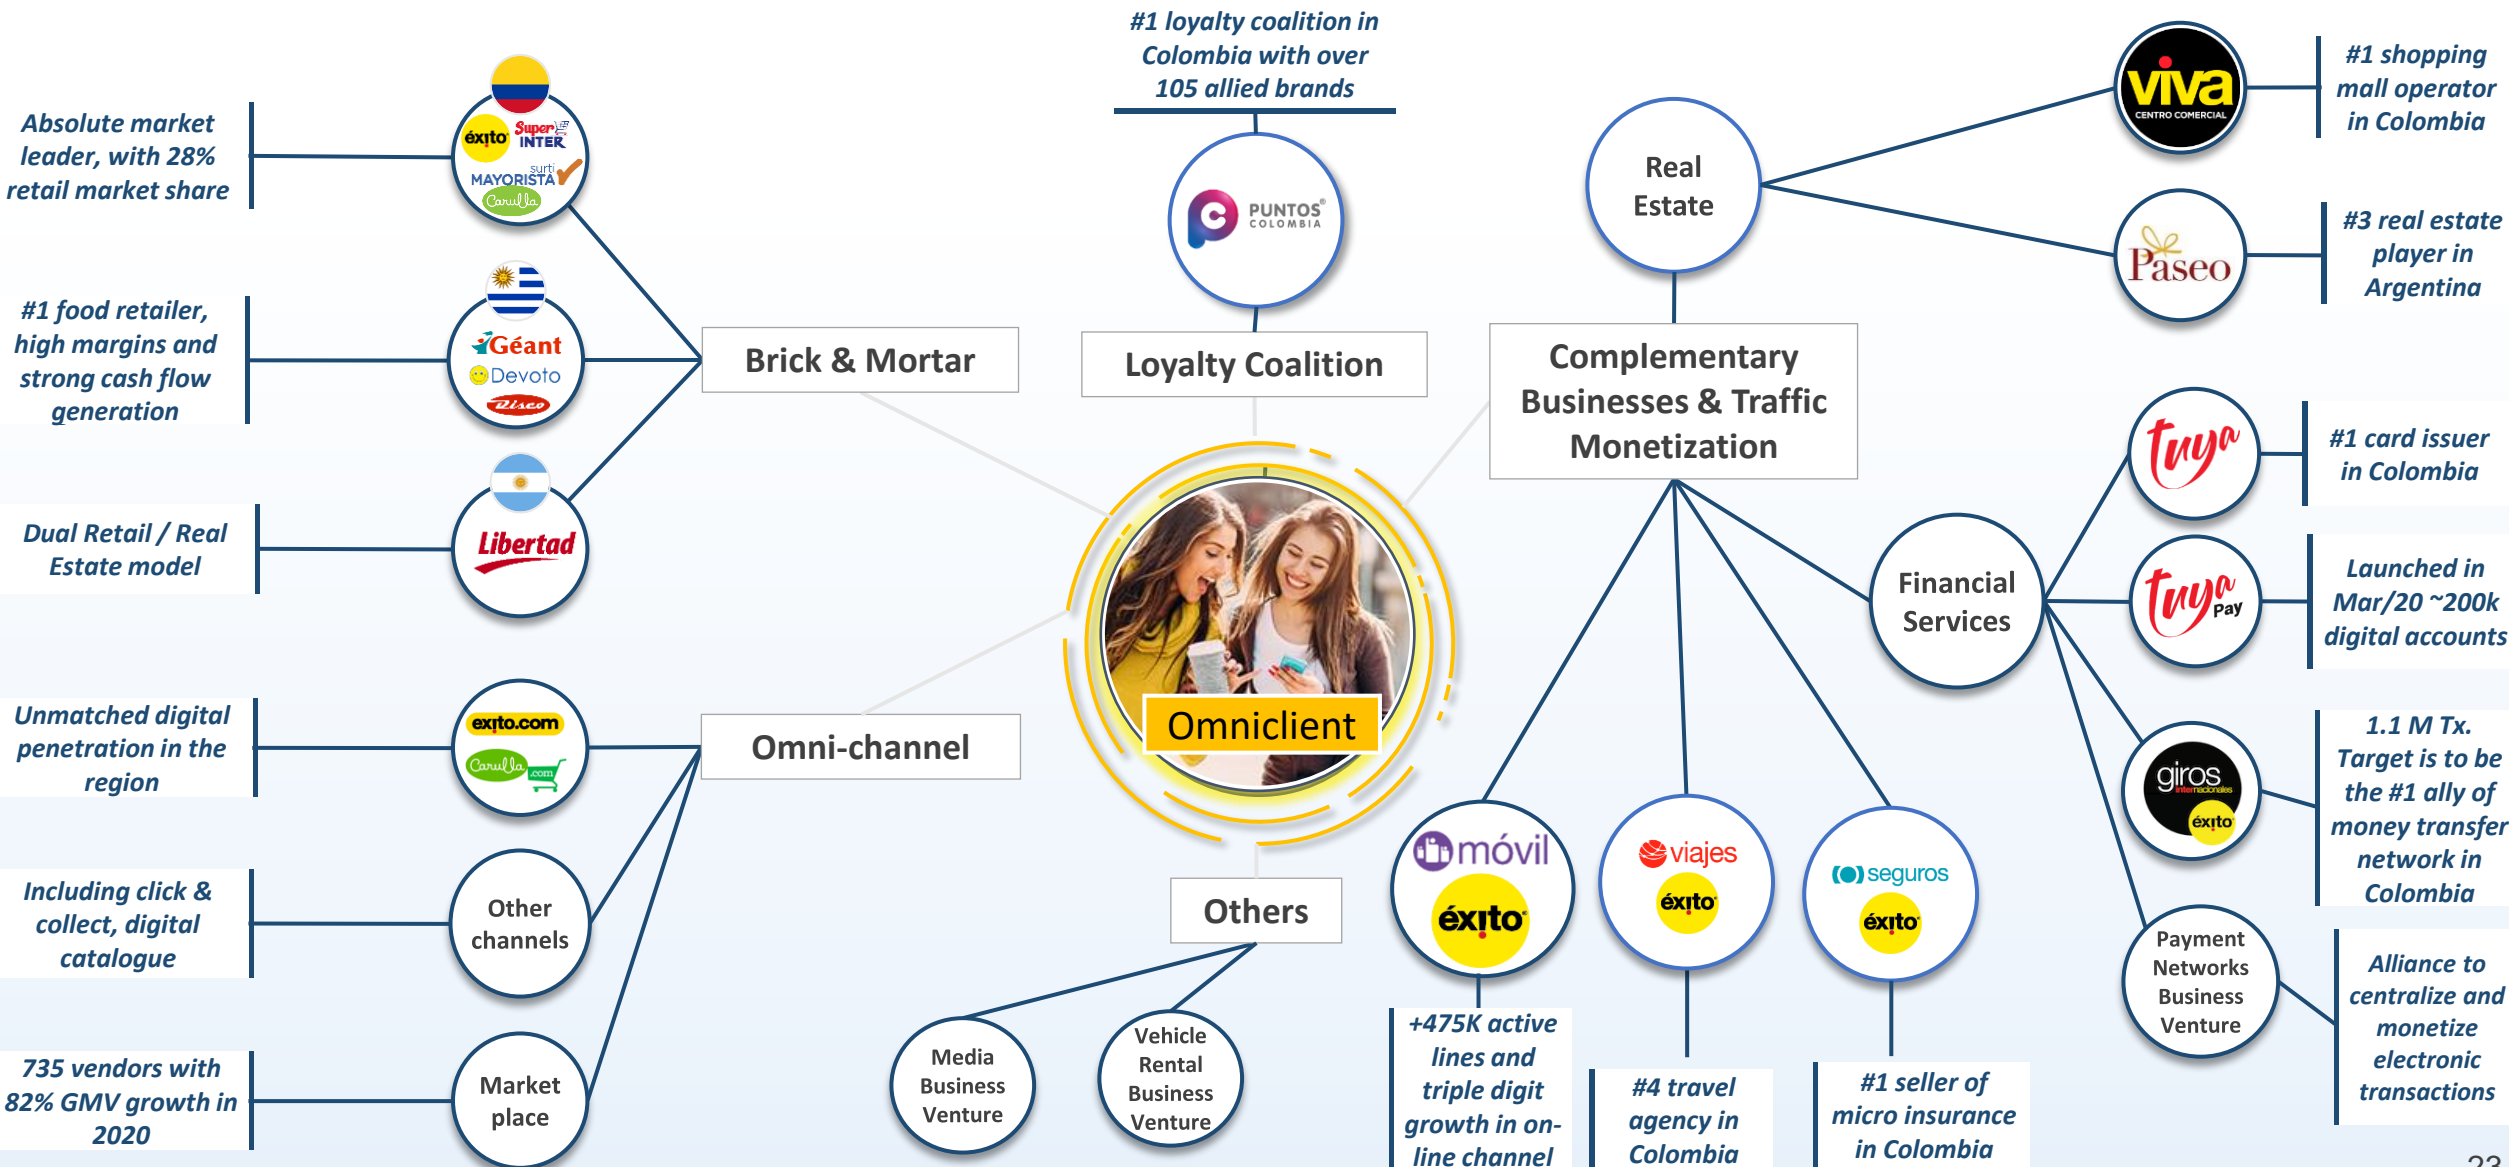 #1 loyalty coalition in
Colombia with over
105 allied brands
Absolute market
leader, with 28%
retail market share
éxito
Super
INTER
surti
MAYORISTA
Carulla
#1 food retailer,
high margins and
strong cash flow
generation
Géant
Devoto
Disco
Dual Retail / Real
Estate model
Libertad
Brick & Mortar
PUNTOS
COLOMBIA
Loyalty Coalition
Real
Estate
viva
CENTRO COMERCIAL
#1 shopping
mall operator
in Colombia
Paseo
#3 real estate
player in
Argentina
Complementary
Businesses & Traffic
Monetization
tuya
#1 card issuer
in Colombia
Financial
Services
tuya
Pay
Launched in
Mar/20 ~200k
digital accounts
giros
internacionales
éxito
1.1 M Tx.
Target is to be
the #1 ally of
money transfer
network in
Colombia
Payment
Networks
Business
Venture
Alliance to
centralize and
monetize
electronic
transactions
Omniclient
Unmatched digital
penetration in the
region
exito.com
Carulla
.com
Omni-channel
Including click &
collect, digital
catalogue
Other
channels
735 vendors with
82% GMV growth in
2020
Market
place
Others
Media
Business
Venture
Vehicle
Rental
Business
Venture
móvil
éxito
+475K active
lines and
triple digit
growth in on-
line channel
viajes
éxito
#4 travel
agency in
Colombia
seguros
éxito
#1 seller of
micro insurance
in Colombia
23